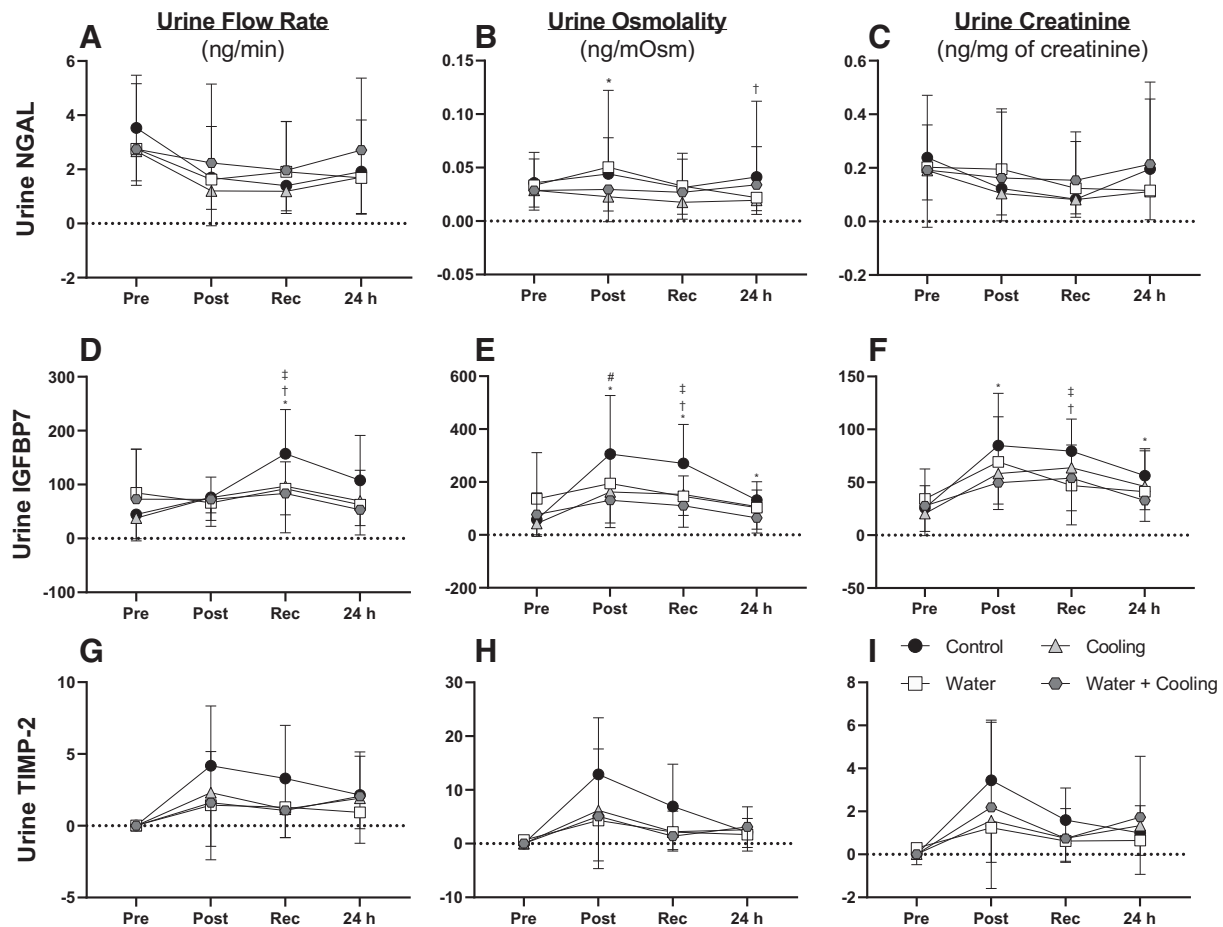 Urine Flow Rate
(ng/min)
Urine Osmolality
(ng/mOsm)
Urine Creatinine
(ng/mg of creatinine)
A
B
C
Urine NGAL
6
4
2
0
-2
Pre
Post
Rec
24 h
0.15
0.10
0.05
0.00
-0.05
*
†
Pre
Post
Rec
24 h
0.6
0.4
0.2
0.0
-0.2
Pre
Post
Rec
24 h
D
E
F
Urine IGFBP7
300
200
100
0
-100
‡
†
*
Pre
Post
Rec
24 h
600
400
200
0
-200
#
*
‡
†
*
*
Pre
Post
Rec
24 h
150
100
50
0
-50
*
‡
†
*
Pre
Post
Rec
24 h
G
H
I
Control
Cooling
Water
Water + Cooling
Urine TIMP-2
10
5
0
-5
Pre
Post
Rec
24 h
30
20
10
0
-10
Pre
Post
Rec
24 h
8
6
4
2
0
-2
Pre
Post
Rec
24 h